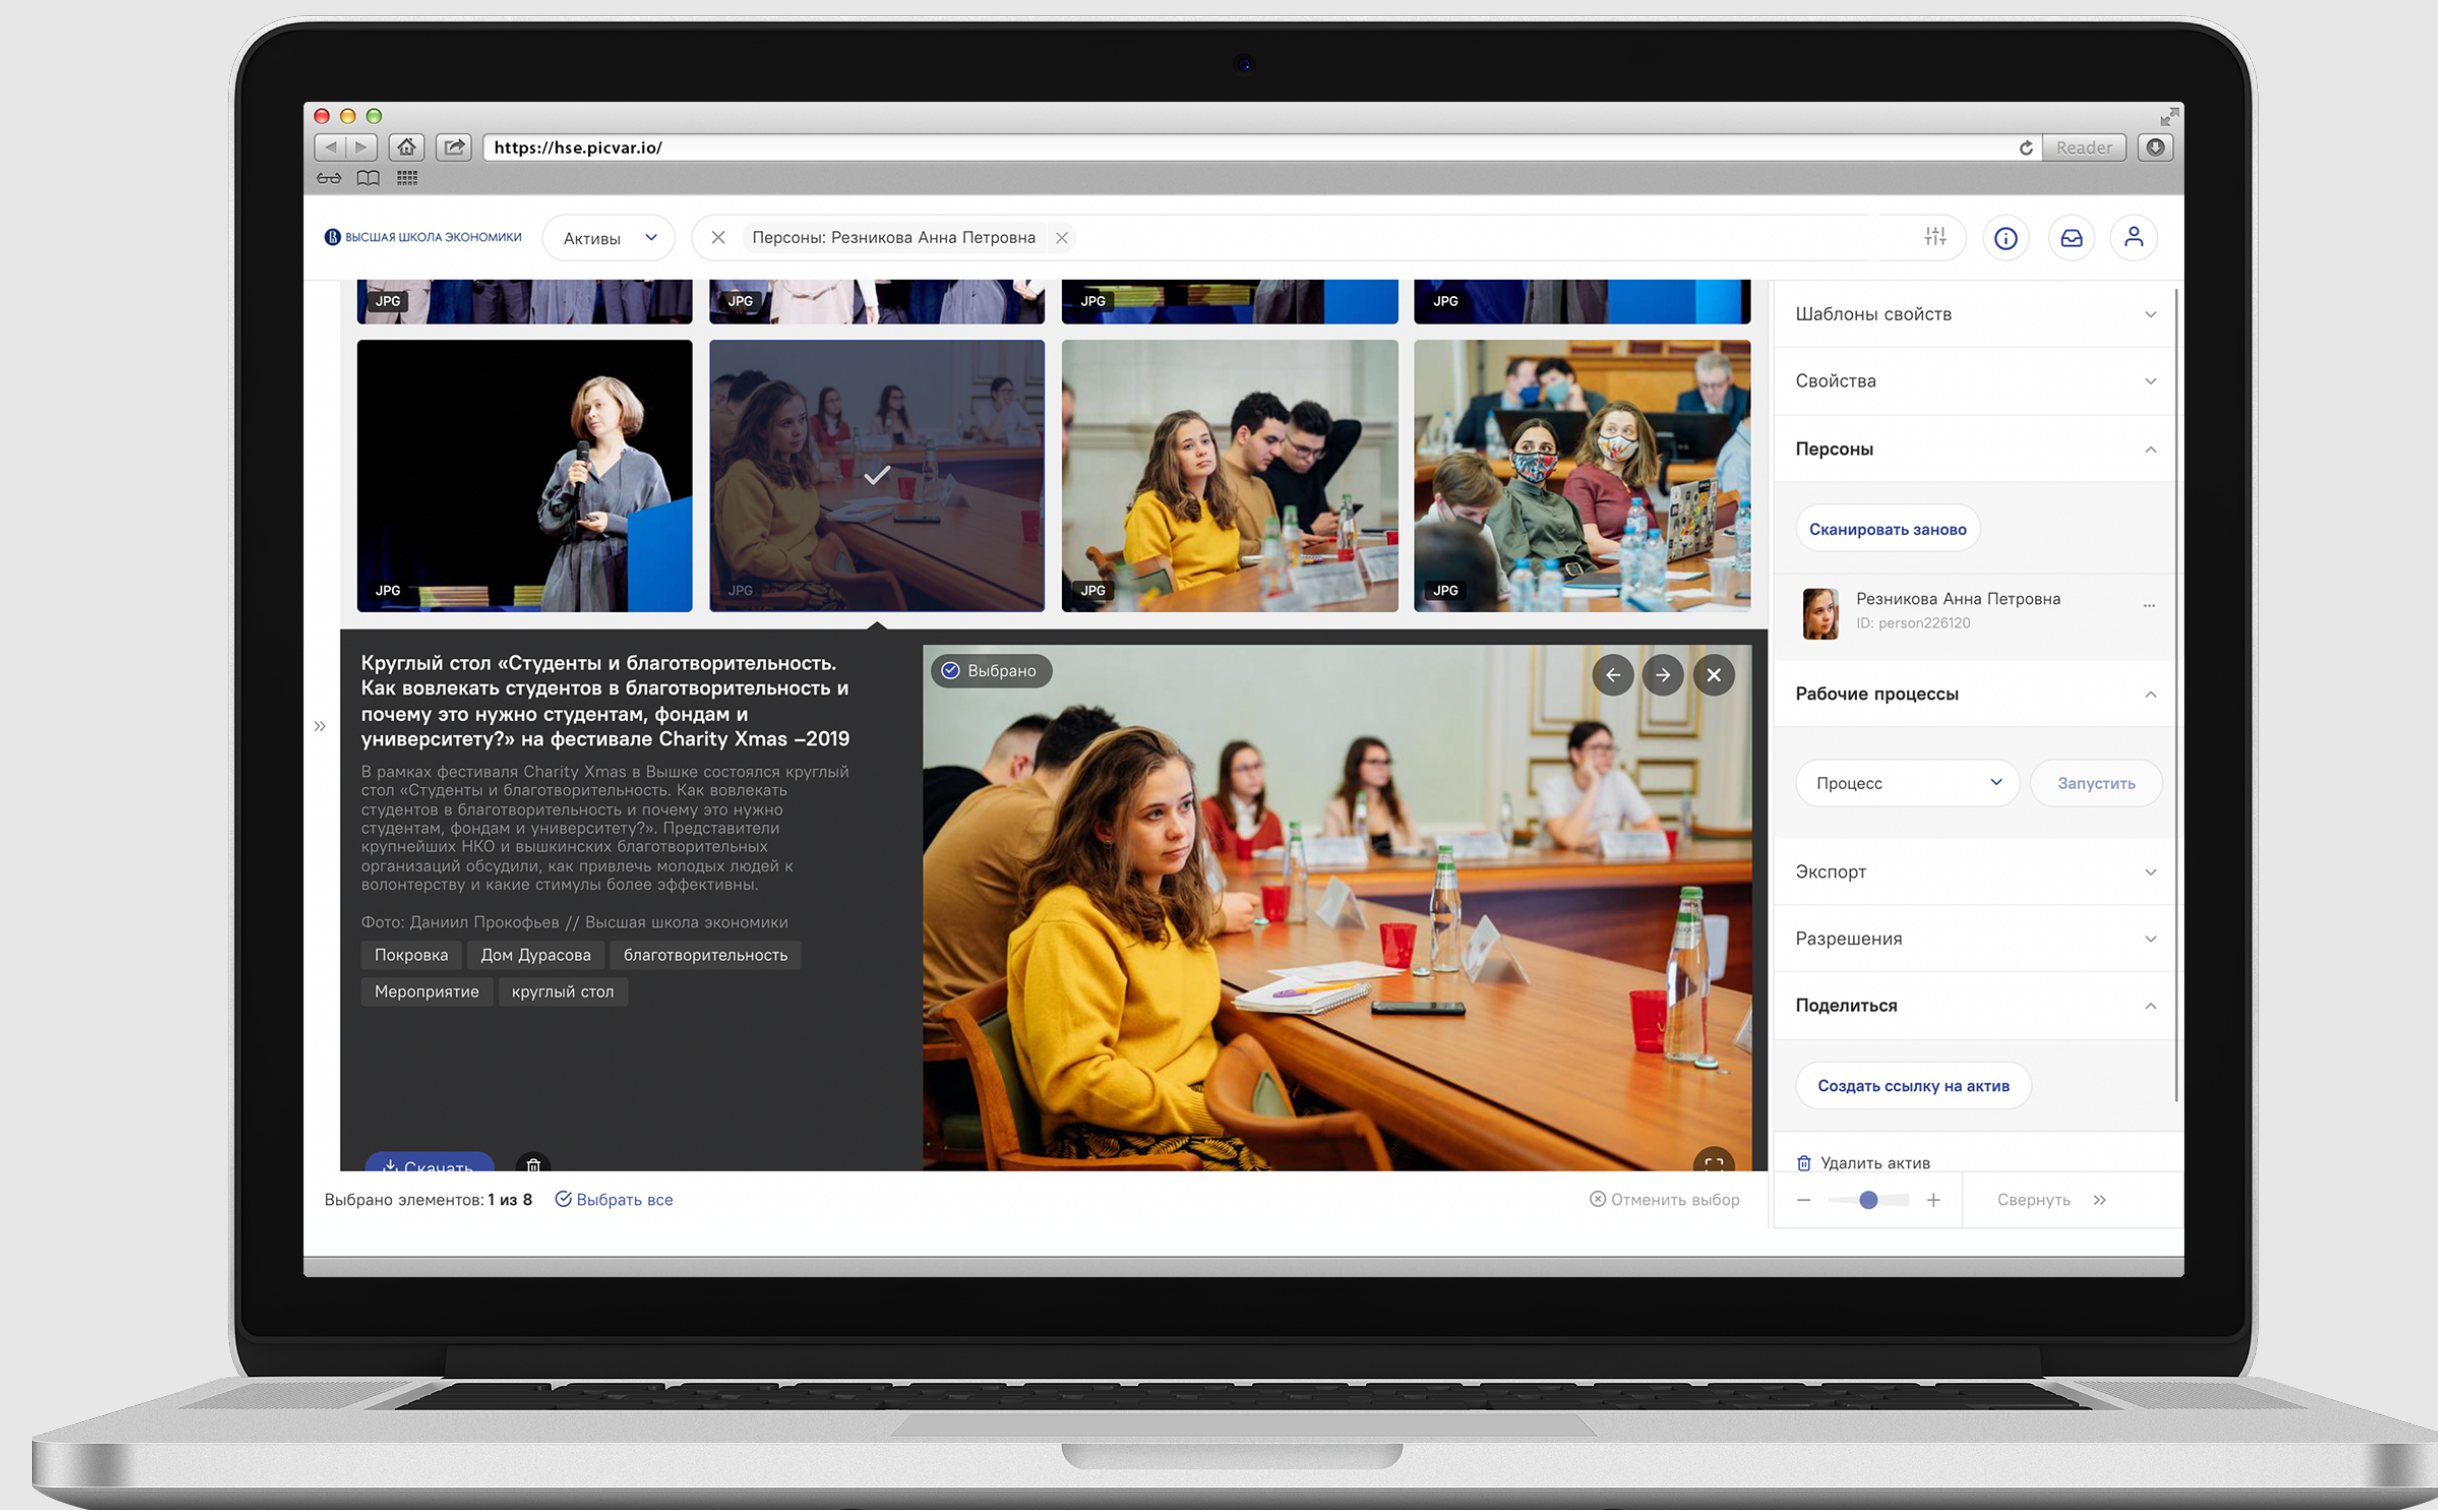 https://hse.picvar.io/
Reader
ВЫСШАЯ ШКОЛА ЭКОНОМИКИ
Активы
Персоны: Резникова Анна Петровна
JPG
JPG
JPG
JPG
JPG
JPG
JPG
JPG
Круглый стол «Студенты и благотворительность.
Как вовлекать студентов в благотворительность и
почему это нужно студентам, фондам и
университету?» на фестивале Charity Xmas –2019
В рамках фестиваля Charity Xmas в Вышке состоялся круглый
стол «Студенты и благотворительность. Как вовлекать
студентов в благотворительность и почему это нужно
студентам, фондам и университету?». Представители
крупнейших НКО и вышкинских благотворительных
организаций обсудили, как привлечь молодых людей к
волонтерству и какие стимулы более эффективны.
Фото: Даниил Прокофьев // Высшая школа экономики
Покровка
Дом Дурасова
благотворительность
Мероприятие
круглый стол
Скачать
Выбрано
Шаблоны свойств
Свойства
Персоны
Сканировать заново
Резникова Анна Петровна
ID: person226120
Рабочие процессы
Процесс
Запустить
Экспорт
Разрешения
Поделиться
Создать ссылку на актив
Удалить актив
Выбрано элементов: 1 из 8
Выбрать все
Отменить выбор
Свернуть